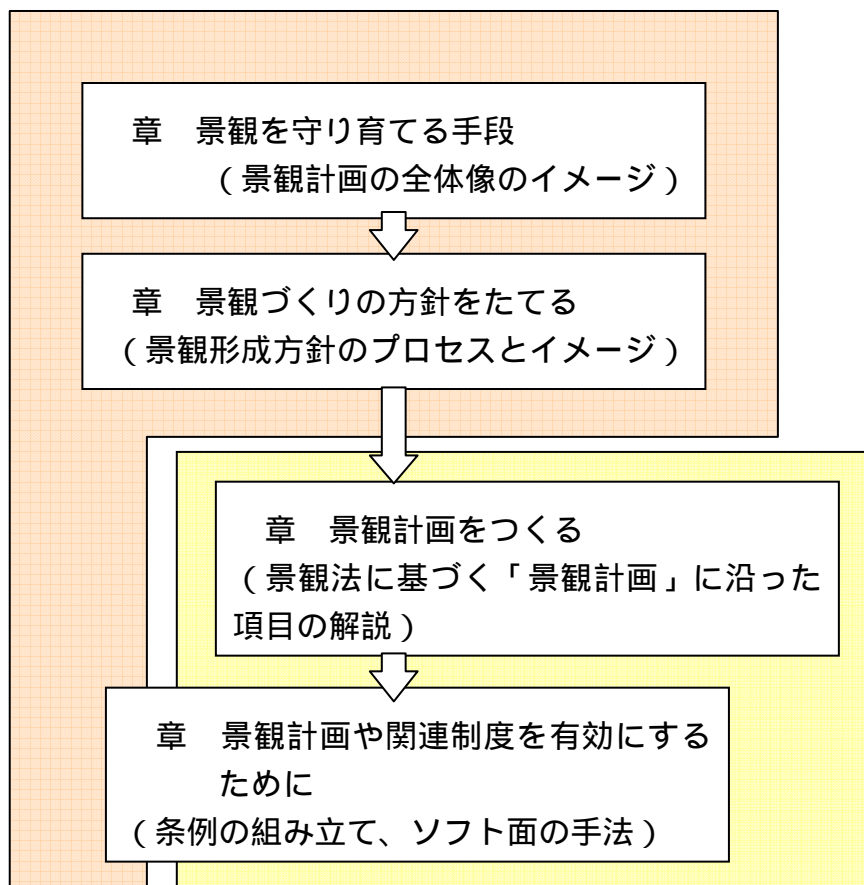 章　景観を守り育てる手段
（景観計画の全体像のイメージ）
章　景観づくりの方針をたてる
（景観形成方針のプロセスとイメージ）
章　景観計画をつくる
（景観法に基づく「景観計画」に沿った
項目の解説）
章　景観計画や関連制度を有効にする
ために
（条例の組み立て、ソフト面の手法）